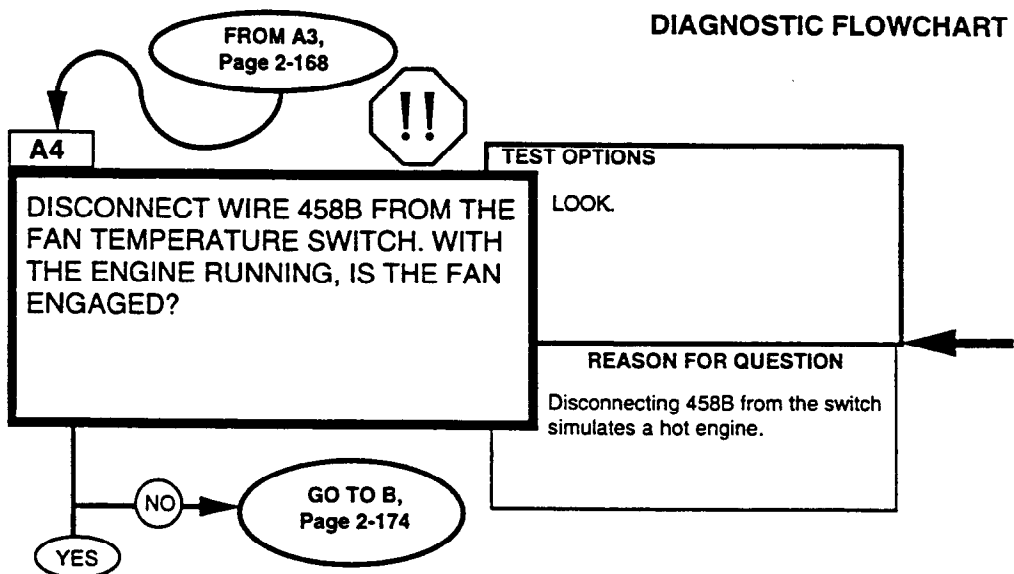 DIAGNOSTIC FLOWCHART
FROM A3,
Page 2-168
!!
A4
DISCONNECT WIRE 458B FROM THE
FAN TEMPERATURE SWITCH. WITH
THE ENGINE RUNNING, IS THE FAN
ENGAGED?
TEST OPTIONS
LOOK.
REASON FOR QUESTION
Disconnecting 458B from the switch
simulates a hot engine.
NO
GO TO B,
Page 2-174
YES